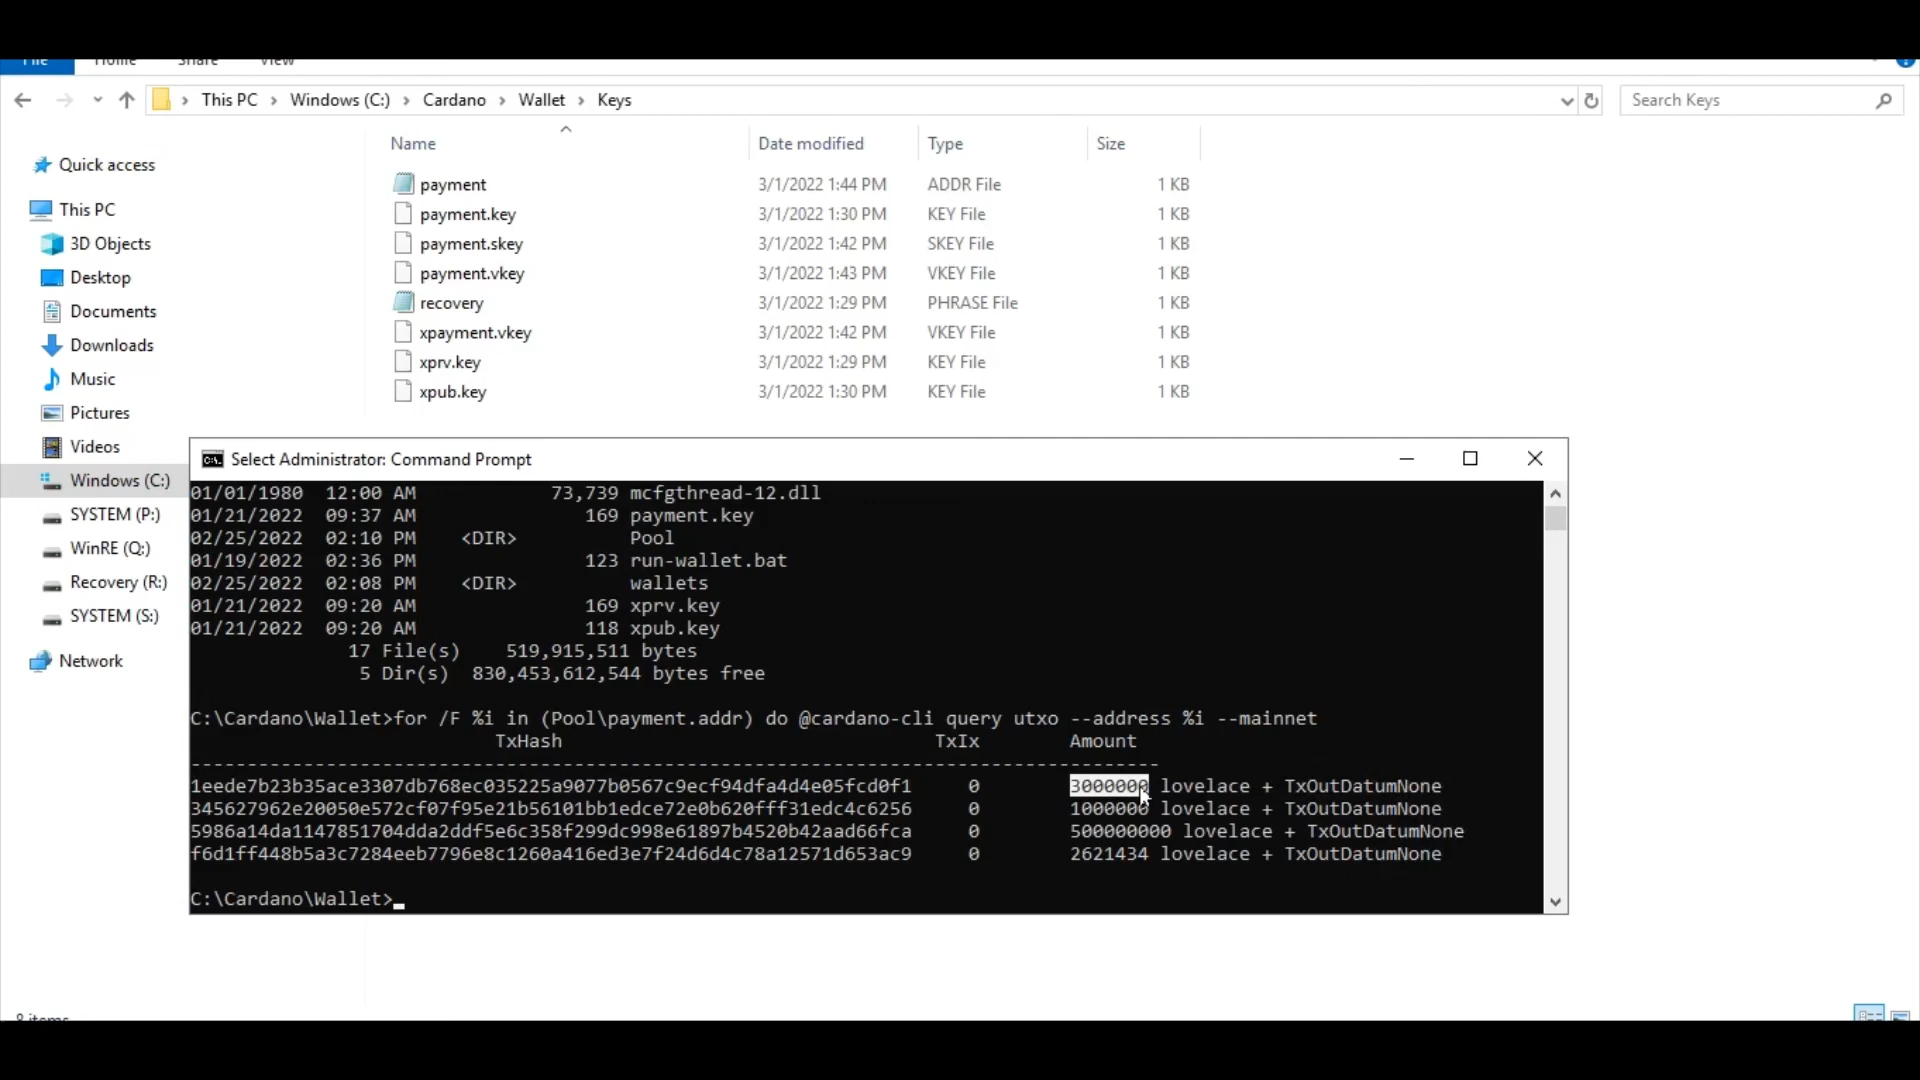 File Home Share View
This PC > Windows (C:) > Cardano > Wallet > Keys
Search Keys
Name Date modified Type Size
Quick access
This PC
3D Objects
Desktop
Documents
Downloads
Music
Pictures
Videos
Windows (C:)
SYSTEM (P:)
WinRE (Q:)
Recovery (R:)
SYSTEM (S:)
Network
payment 3/1/2022 1:44 PM ADDR File 1 KB
payment.key 3/1/2022 1:30 PM KEY File 1 KB
payment.skey 3/1/2022 1:42 PM SKEY File 1 KB
payment.vkey 3/1/2022 1:43 PM VKEY File 1 KB
recovery 3/1/2022 1:29 PM PHRASE File 1 KB
xpayment.vkey 3/1/2022 1:42 PM VKEY File 1 KB
xprv.key 3/1/2022 1:29 PM KEY File 1 KB
xpub.key 3/1/2022 1:30 PM KEY File 1 KB
Select Administrator: Command Prompt
01/01/1980 12:00 AM 73,739 mcfgthread-12.dll
01/21/2022 09:37 AM 169 payment.key
02/25/2022 02:10 PM <DIR> Pool
01/19/2022 02:36 PM 123 run-wallet.bat
02/25/2022 02:08 PM <DIR> wallets
01/21/2022 09:20 AM 169 xprv.key
01/21/2022 09:20 AM 118 xpub.key
17 File(s) 519,915,511 bytes
5 Dir(s) 830,453,612,544 bytes free
C:\Cardano\Wallet>for /F %i in (Pool\payment.addr) do @cardano-cli query utxo --address %i --mainnet
TxHash TxIx Amount
--------------------------------------------------------------------------------------
1eede7b23b35ace3307db768ec035225a9077b0567c9ecf94dfa4d4e05fcd0f1 0 3000000 lovelace + TxOutDatumNone
345627962e20050e572cf07f95e21b56101bb1edce72e0b620fff31edc4c6256 0 1000000 lovelace + TxOutDatumNone
5986a14da1147851704dda2ddf5e6c358f299dc998e61897b4520b42aad66fca 0 500000000 lovelace + TxOutDatumNone
f6d1ff448b5a3c7284eeb7796e8c1260a416ed3e7f24d6d4c78a12571d653ac9 0 2621434 lovelace + TxOutDatumNone
C:\Cardano\Wallet>_
8 items